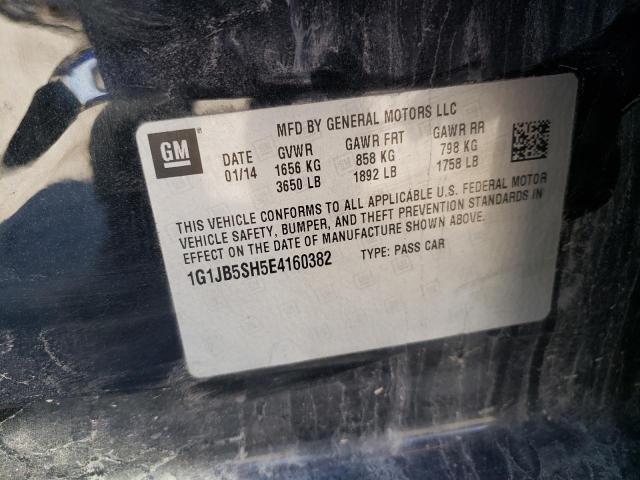 GM
MFD BY GENERAL MOTORS LLC
DATE GVWR GAWR FRT GAWR RR
01/14 1656 KG 858 KG 798 KG
3650 LB 1892 LB 1758 LB
THIS VEHICLE CONFORMS TO ALL APPLICABLE U.S. FEDERAL MOTOR
VEHICLE SAFETY, BUMPER, AND THEFT PREVENTION STANDARDS IN
EFFECT ON THE DATE OF MANUFACTURE SHOWN ABOVE.
1G1JB5SH5E4160382 TYPE: PASS CAR